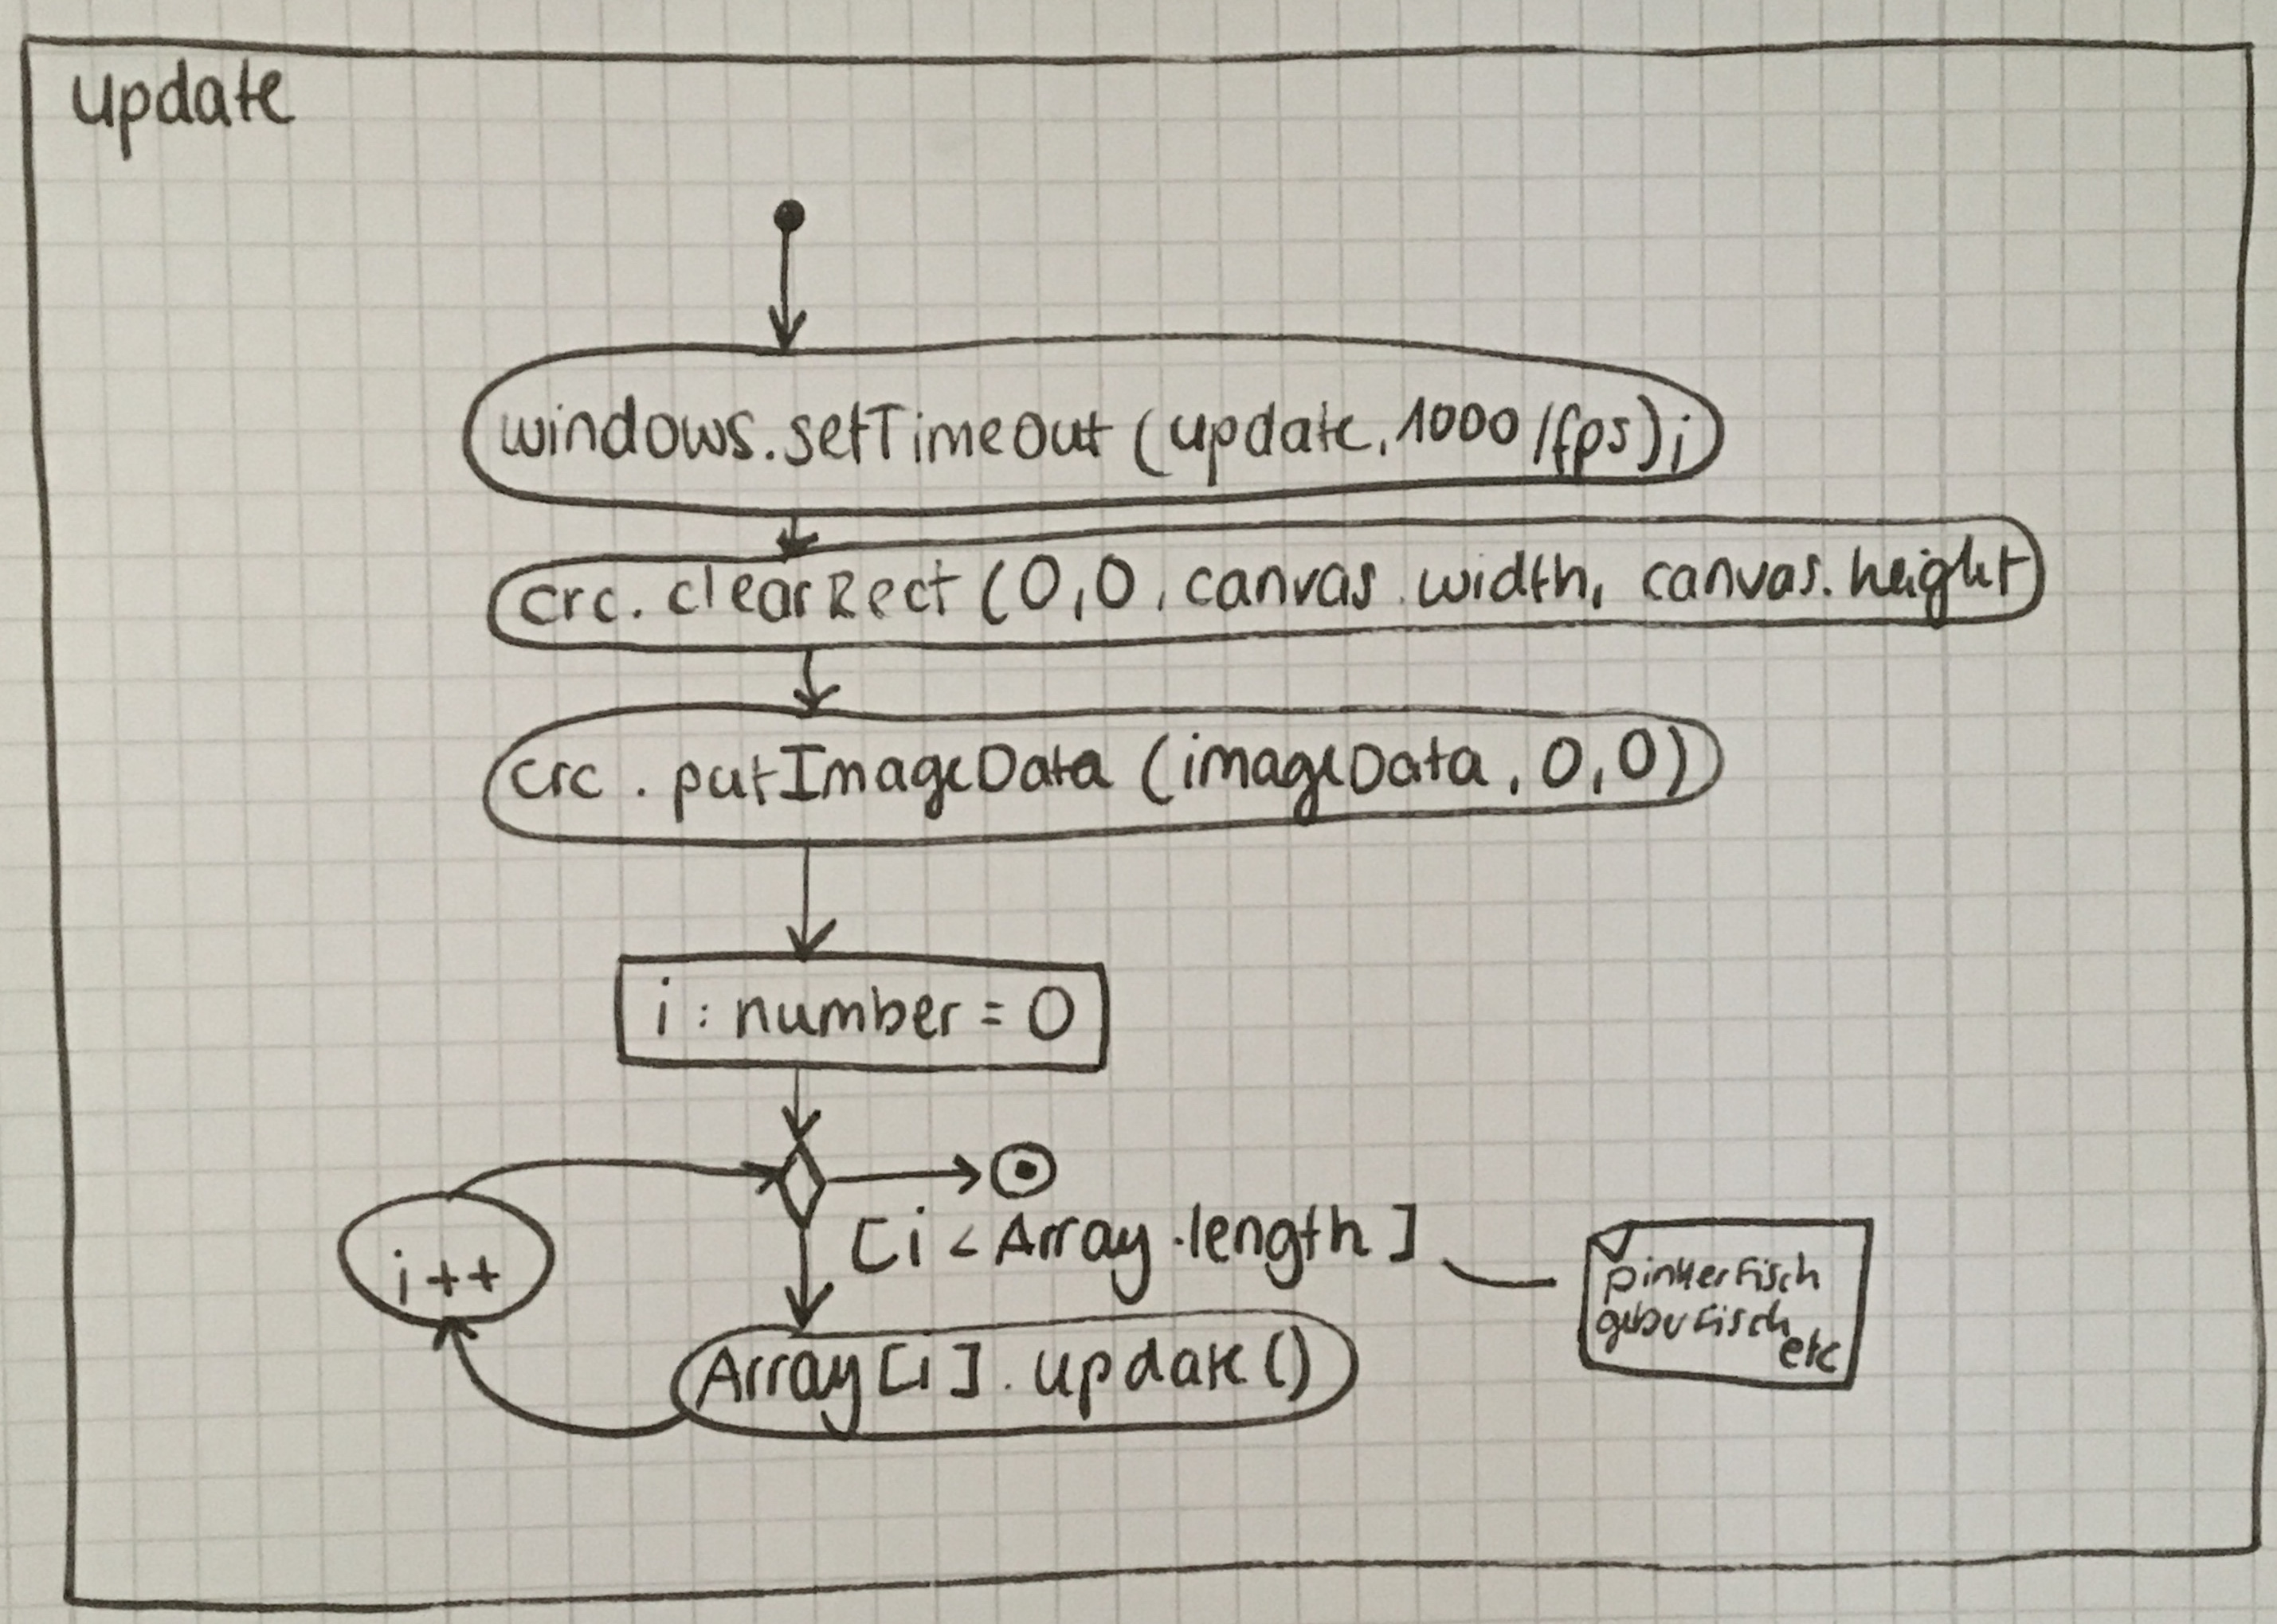 update
windows.setTimeout (update, 1000/fps);
crc. clearRect (0,0, canvas.width, canvas.height
crc. putImageData (imageData, 0,0)
i : number = 0
[i < Array.length]
i++
pinkerFisch
gelberFisch
etc
Array[i]. update()